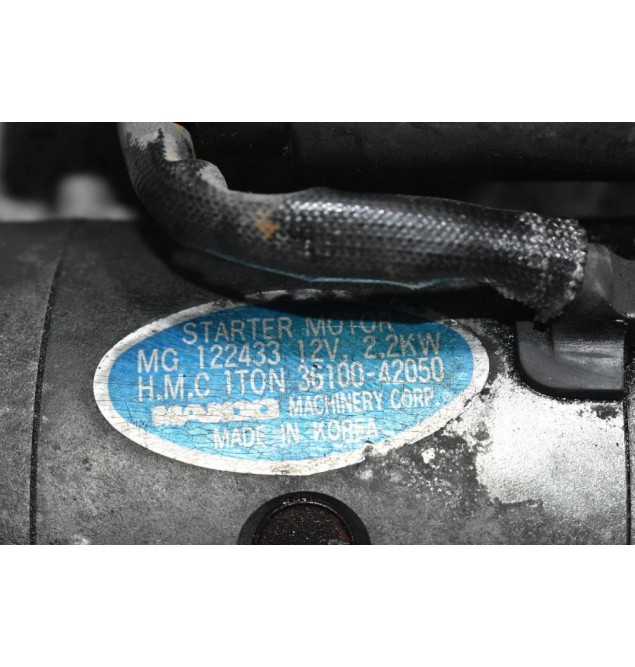 STARTER MOTOR
MG 122433 12V, 2.2KW
H.M.C 1TON 36100-42050
MACHINERY CORP.
MADE IN KOREA